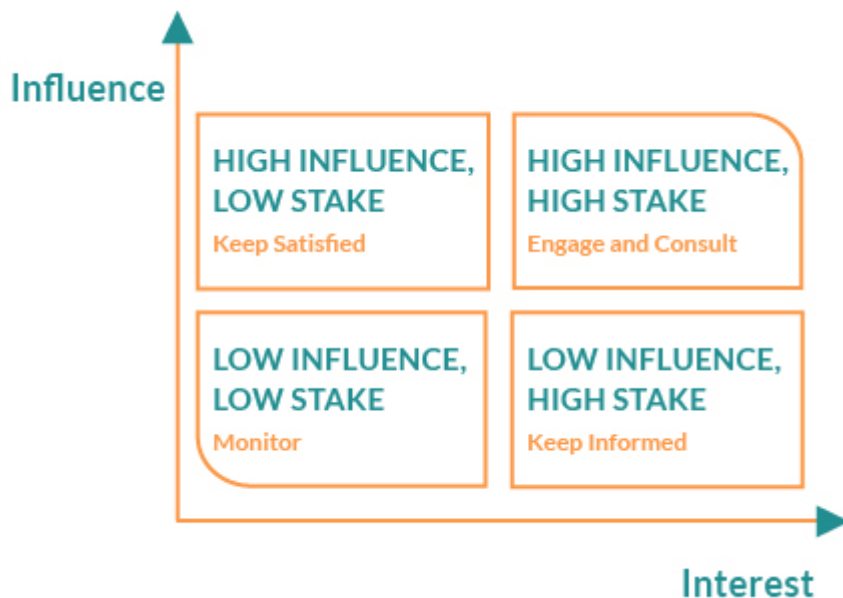 Influence
HIGH INFLUENCE,
LOW STAKE
Keep Satisfied
HIGH INFLUENCE,
HIGH STAKE
Engage and Consult
LOW INFLUENCE,
LOW STAKE
Monitor
LOW INFLUENCE,
HIGH STAKE
Keep Informed
Interest